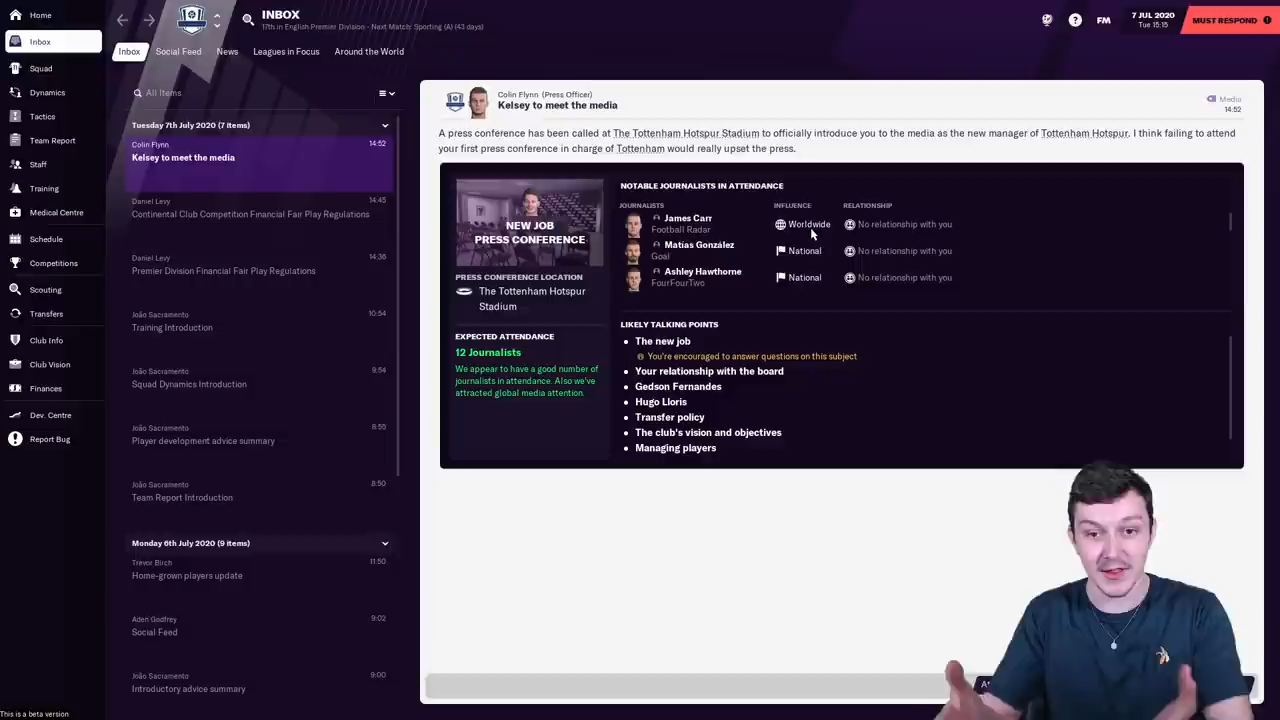 Home
Inbox
Squad
Dynamics
Tactics
Team Report
Staff
Training
Medical Centre
Schedule
Competitions
Scouting
Transfers
Club Info
Club Vision
Finances
Dev. Centre
Report Bug
This is a beta version
INBOX
17th in English Premier Division - Next Match: Sporting (A) (43 days)
FM
7 JUL 2020
Tue 15:15
MUST RESPOND
Inbox
Social Feed
News
Leagues in Focus
Around the World
All Items
Tuesday 7th July 2020 (7 items)
Colin Flynn 14:52
Kelsey to meet the media
Daniel Levy 14:45
Continental Club Competition Financial Fair Play Regulations
Daniel Levy 14:36
Premier Division Financial Fair Play Regulations
João Sacramento 10:54
Training Introduction
João Sacramento 9:54
Squad Dynamics Introduction
João Sacramento 8:55
Player development advice summary
João Sacramento 8:50
Team Report Introduction
Monday 6th July 2020 (9 items)
Trevor Birch 11:50
Home-grown players update
Aden Godfrey 9:02
Social Feed
João Sacramento 9:00
Introductory advice summary
Colin Flynn (Press Officer)
Kelsey to meet the media
Media
14:52
A press conference has been called at The Tottenham Hotspur Stadium to officially introduce you to the media as the new manager of Tottenham Hotspur. I think failing to attend
your first press conference in charge of Tottenham would really upset the press.
NEW JOB
PRESS CONFERENCE
PRESS CONFERENCE LOCATION
The Tottenham Hotspur
Stadium
EXPECTED ATTENDANCE
12 Journalists
We appear to have a good number of
journalists in attendance. Also we've
attracted global media attention.
NOTABLE JOURNALISTS IN ATTENDANCE
JOURNALISTS INFLUENCE RELATIONSHIP
James Carr
Football Radar
Worldwide
No relationship with you
Matías González
Goal
National
No relationship with you
Ashley Hawthorne
FourFourTwo
National
No relationship with you
LIKELY TALKING POINTS
The new job
You're encouraged to answer questions on this subject
Your relationship with the board
Gedson Fernandes
Hugo Lloris
Transfer policy
The club's vision and objectives
Managing players